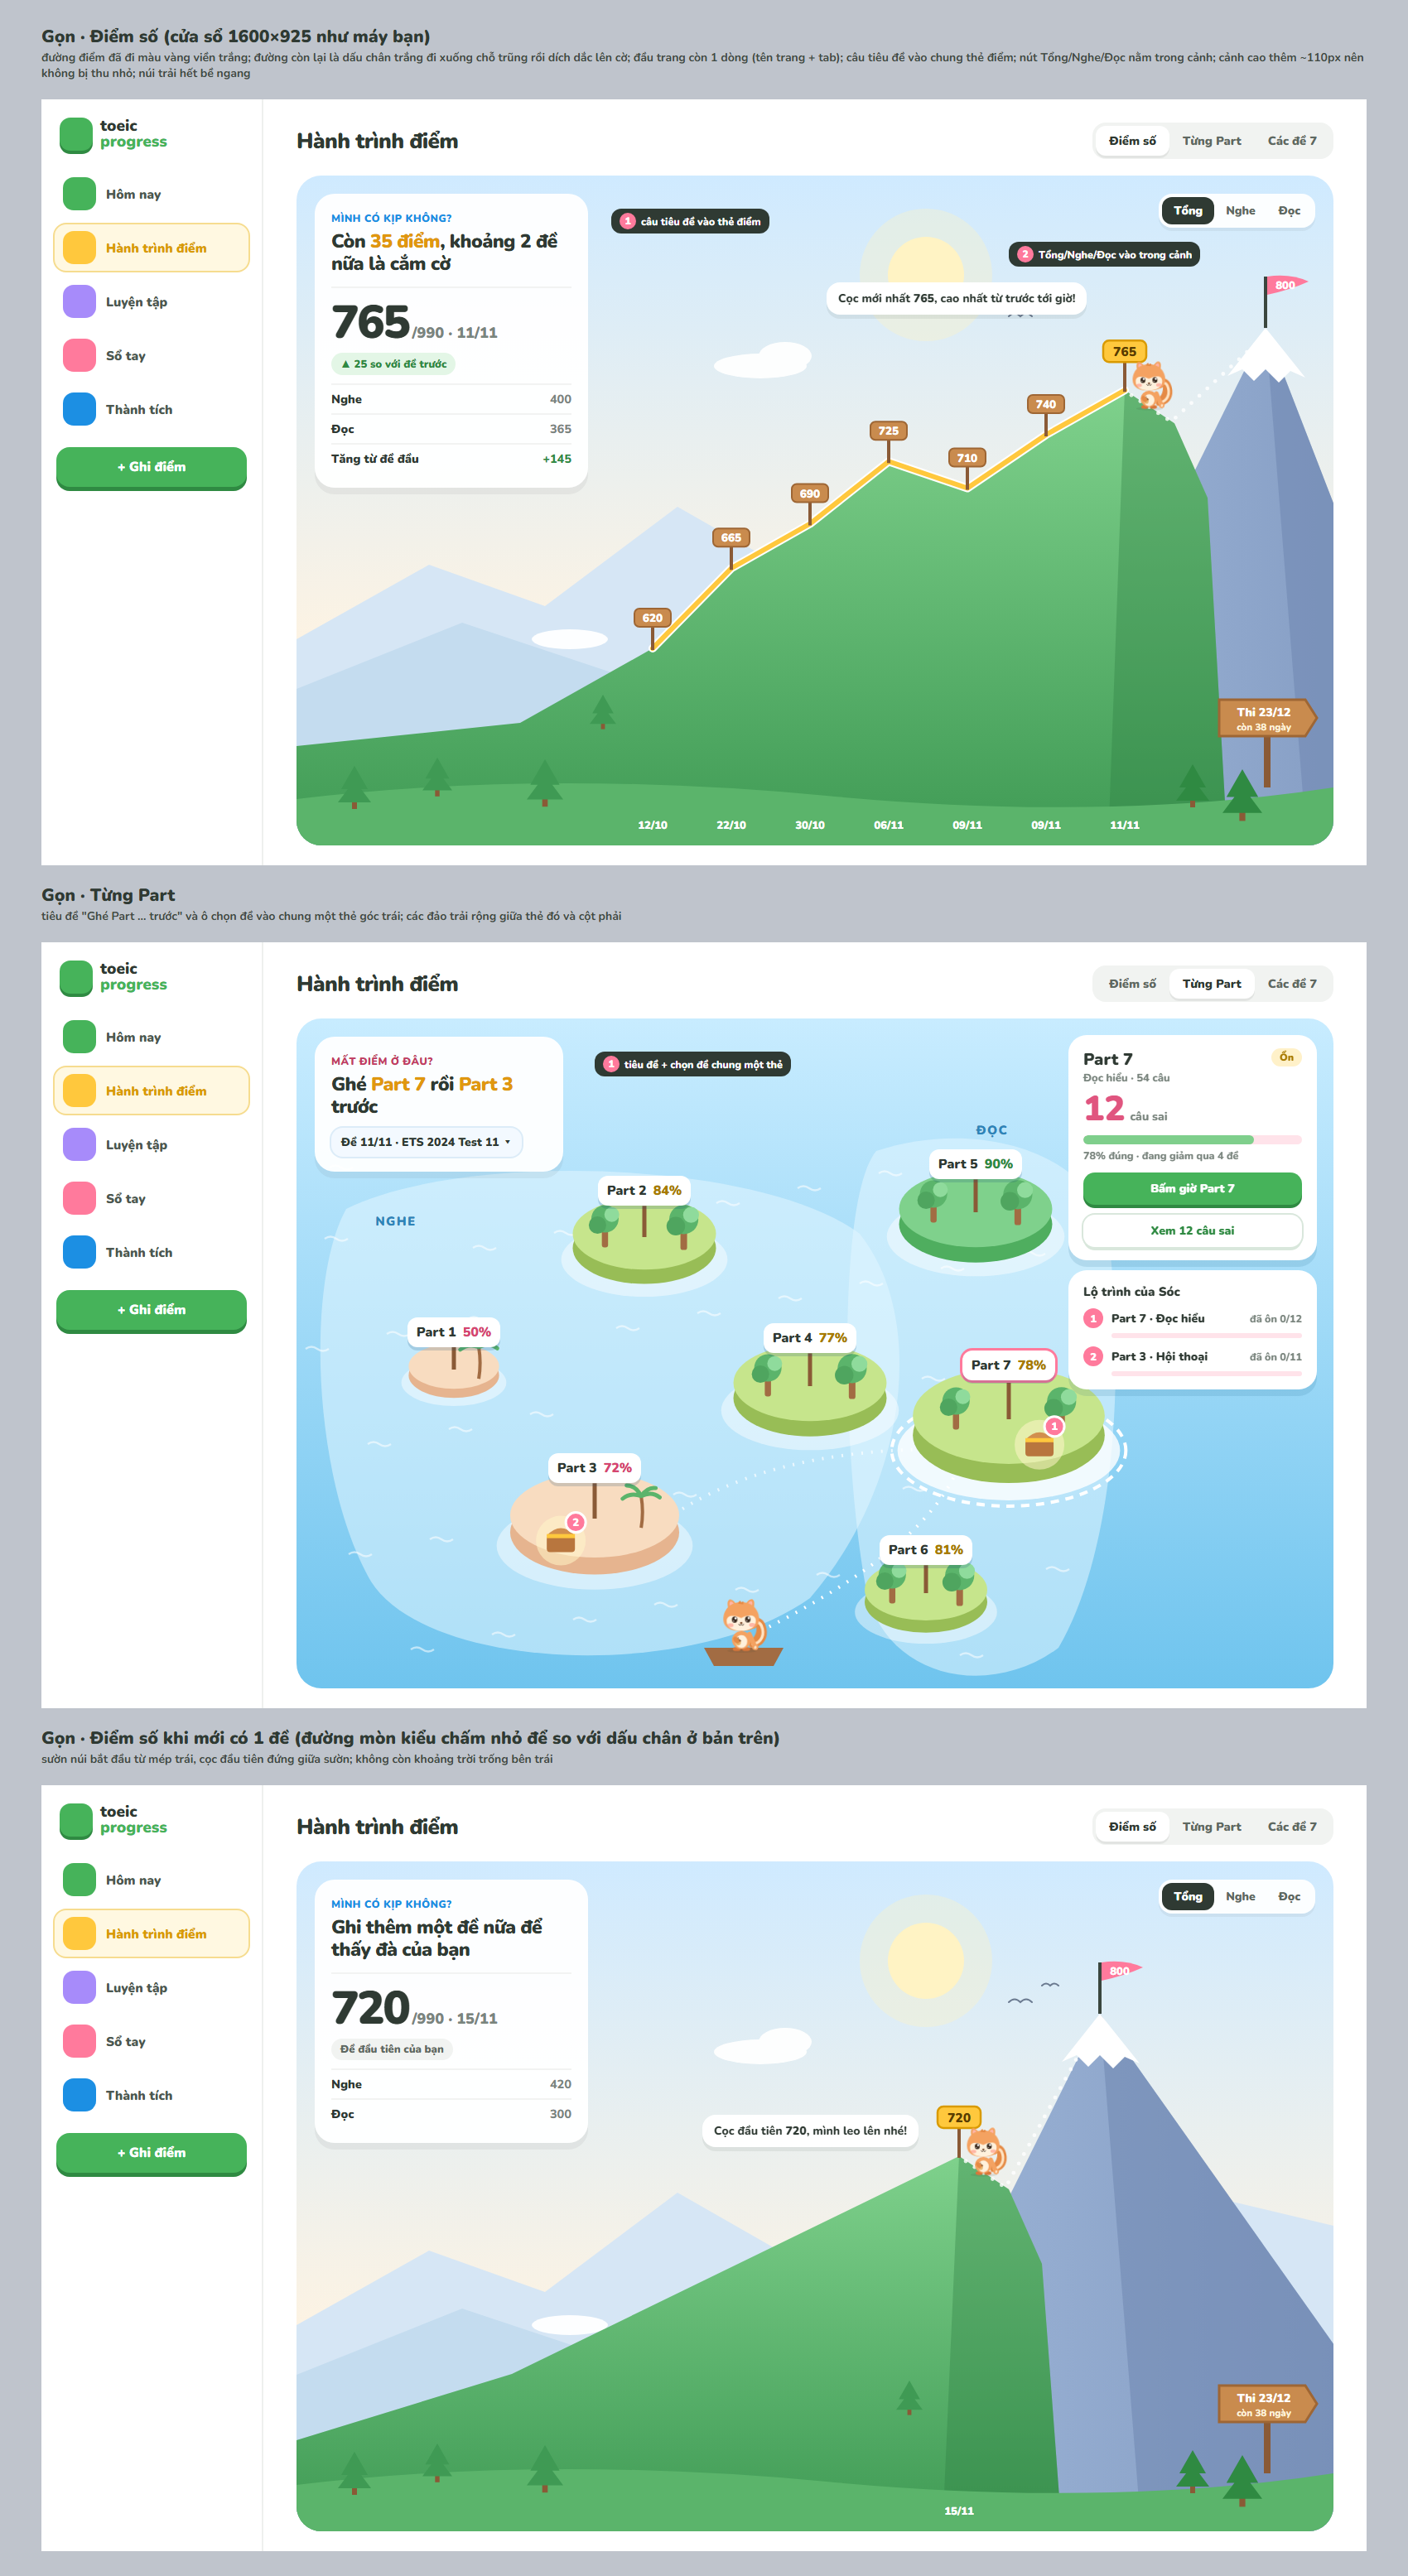 Gọn · Điểm số (cửa sổ 1600×925 như máy bạn)
đường điểm đã đi màu vàng viền trắng; đường còn lại là dấu chân trắng đi xuống chỗ trũng rồi dích dắc lên cờ; đầu trang còn 1 dòng (tên trang + tab); câu tiêu đề vào chung thẻ điểm; nút Tổng/Nghe/Đọc nằm trong cảnh; cảnh cao thêm ~110px nên
không bị thu nhỏ; núi trải hết bề ngang
toeic
progress
Hôm nay
Hành trình điểm
Luyện tập
Sổ tay
Thành tích
+ Ghi điểm
Hành trình điểm
Điểm số Từng Part Các đề 7
MÌNH CÓ KỊP KHÔNG?
Còn 35 điểm, khoảng 2 đề
nữa là cắm cờ
765/990 · 11/11
▲ 25 so với đề trước
Nghe 400
Đọc 365
Tăng từ đề đầu +145
1 câu tiêu đề vào thẻ điểm
Tổng Nghe Đọc
2 Tổng/Nghe/Đọc vào trong cảnh
Cọc mới nhất 765, cao nhất từ trước tới giờ!
800
765
740
725
710
690
665
620
Thi 23/12
còn 38 ngày
12/10 22/10 30/10 06/11 09/11 09/11 11/11
Gọn · Từng Part
tiêu đề "Ghé Part ... trước" và ô chọn đề vào chung một thẻ góc trái; các đảo trải rộng giữa thẻ đó và cột phải
toeic
progress
Hôm nay
Hành trình điểm
Luyện tập
Sổ tay
Thành tích
+ Ghi điểm
Hành trình điểm
Điểm số Từng Part Các đề 7
MẤT ĐIỂM Ở ĐÂU?
Ghé Part 7 rồi Part 3
trước
Đề 11/11 · ETS 2024 Test 11 ▾
1 tiêu đề + chọn đề chung một thẻ
Part 7 Ổn
Đọc hiểu · 54 câu
12 câu sai
78% đúng · đang giảm qua 4 đề
Bấm giờ Part 7
Xem 12 câu sai
Lộ trình của Sóc
1 Part 7 · Đọc hiểu đã ôn 0/12
2 Part 3 · Hội thoại đã ôn 0/11
ĐỌC
Part 5 90%
Part 2 84%
NGHE
Part 1 50%
Part 4 77%
Part 7 78%
1
Part 3 72%
2
Part 6 81%
Gọn · Điểm số khi mới có 1 đề (đường mòn kiểu chấm nhỏ để so với dấu chân ở bản trên)
sườn núi bắt đầu từ mép trái, cọc đầu tiên đứng giữa sườn; không còn khoảng trời trống bên trái
toeic
progress
Hôm nay
Hành trình điểm
Luyện tập
Sổ tay
Thành tích
+ Ghi điểm
Hành trình điểm
Điểm số Từng Part Các đề 7
MÌNH CÓ KỊP KHÔNG?
Ghi thêm một đề nữa để
thấy đà của bạn
720/990 · 15/11
Đề đầu tiên của bạn
Nghe 420
Đọc 300
Tổng Nghe Đọc
800
720
Cọc đầu tiên 720, mình leo lên nhé!
Thi 23/12
còn 38 ngày
15/11